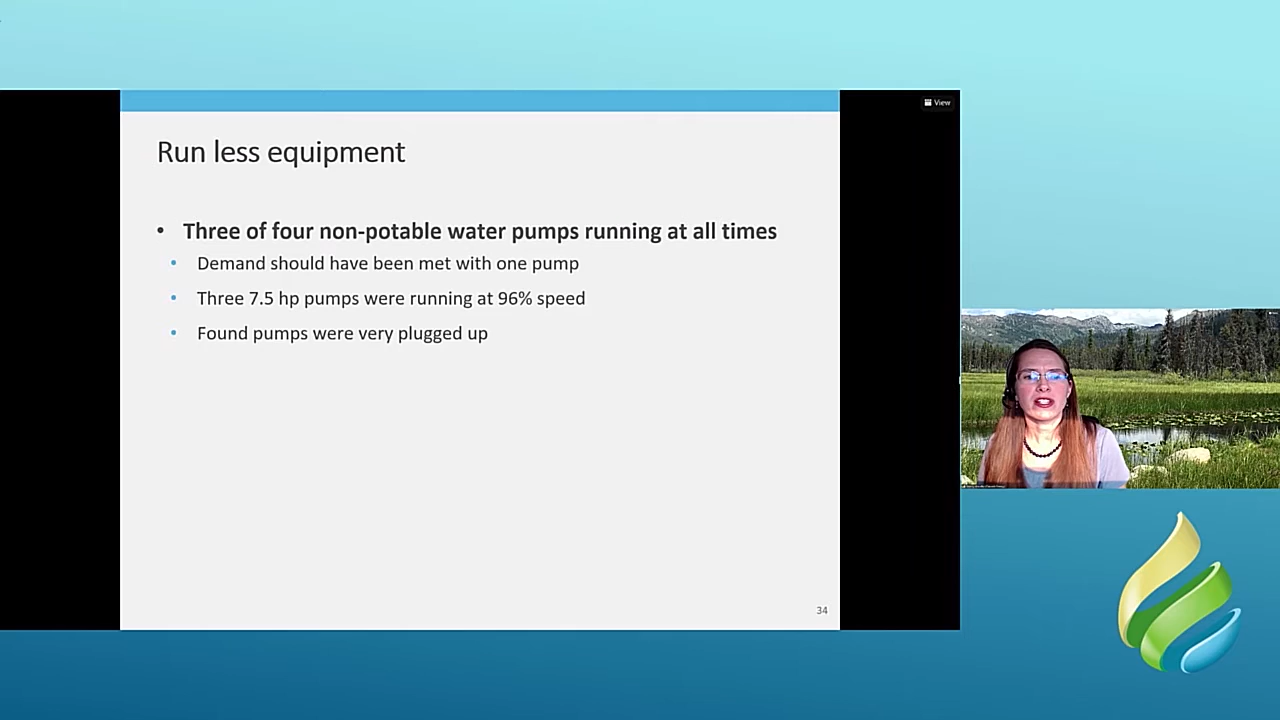 View
Run less equipment
• Three of four non-potable water pumps running at all times
• Demand should have been met with one pump
• Three 7.5 hp pumps were running at 96% speed
• Found pumps were very plugged up
34